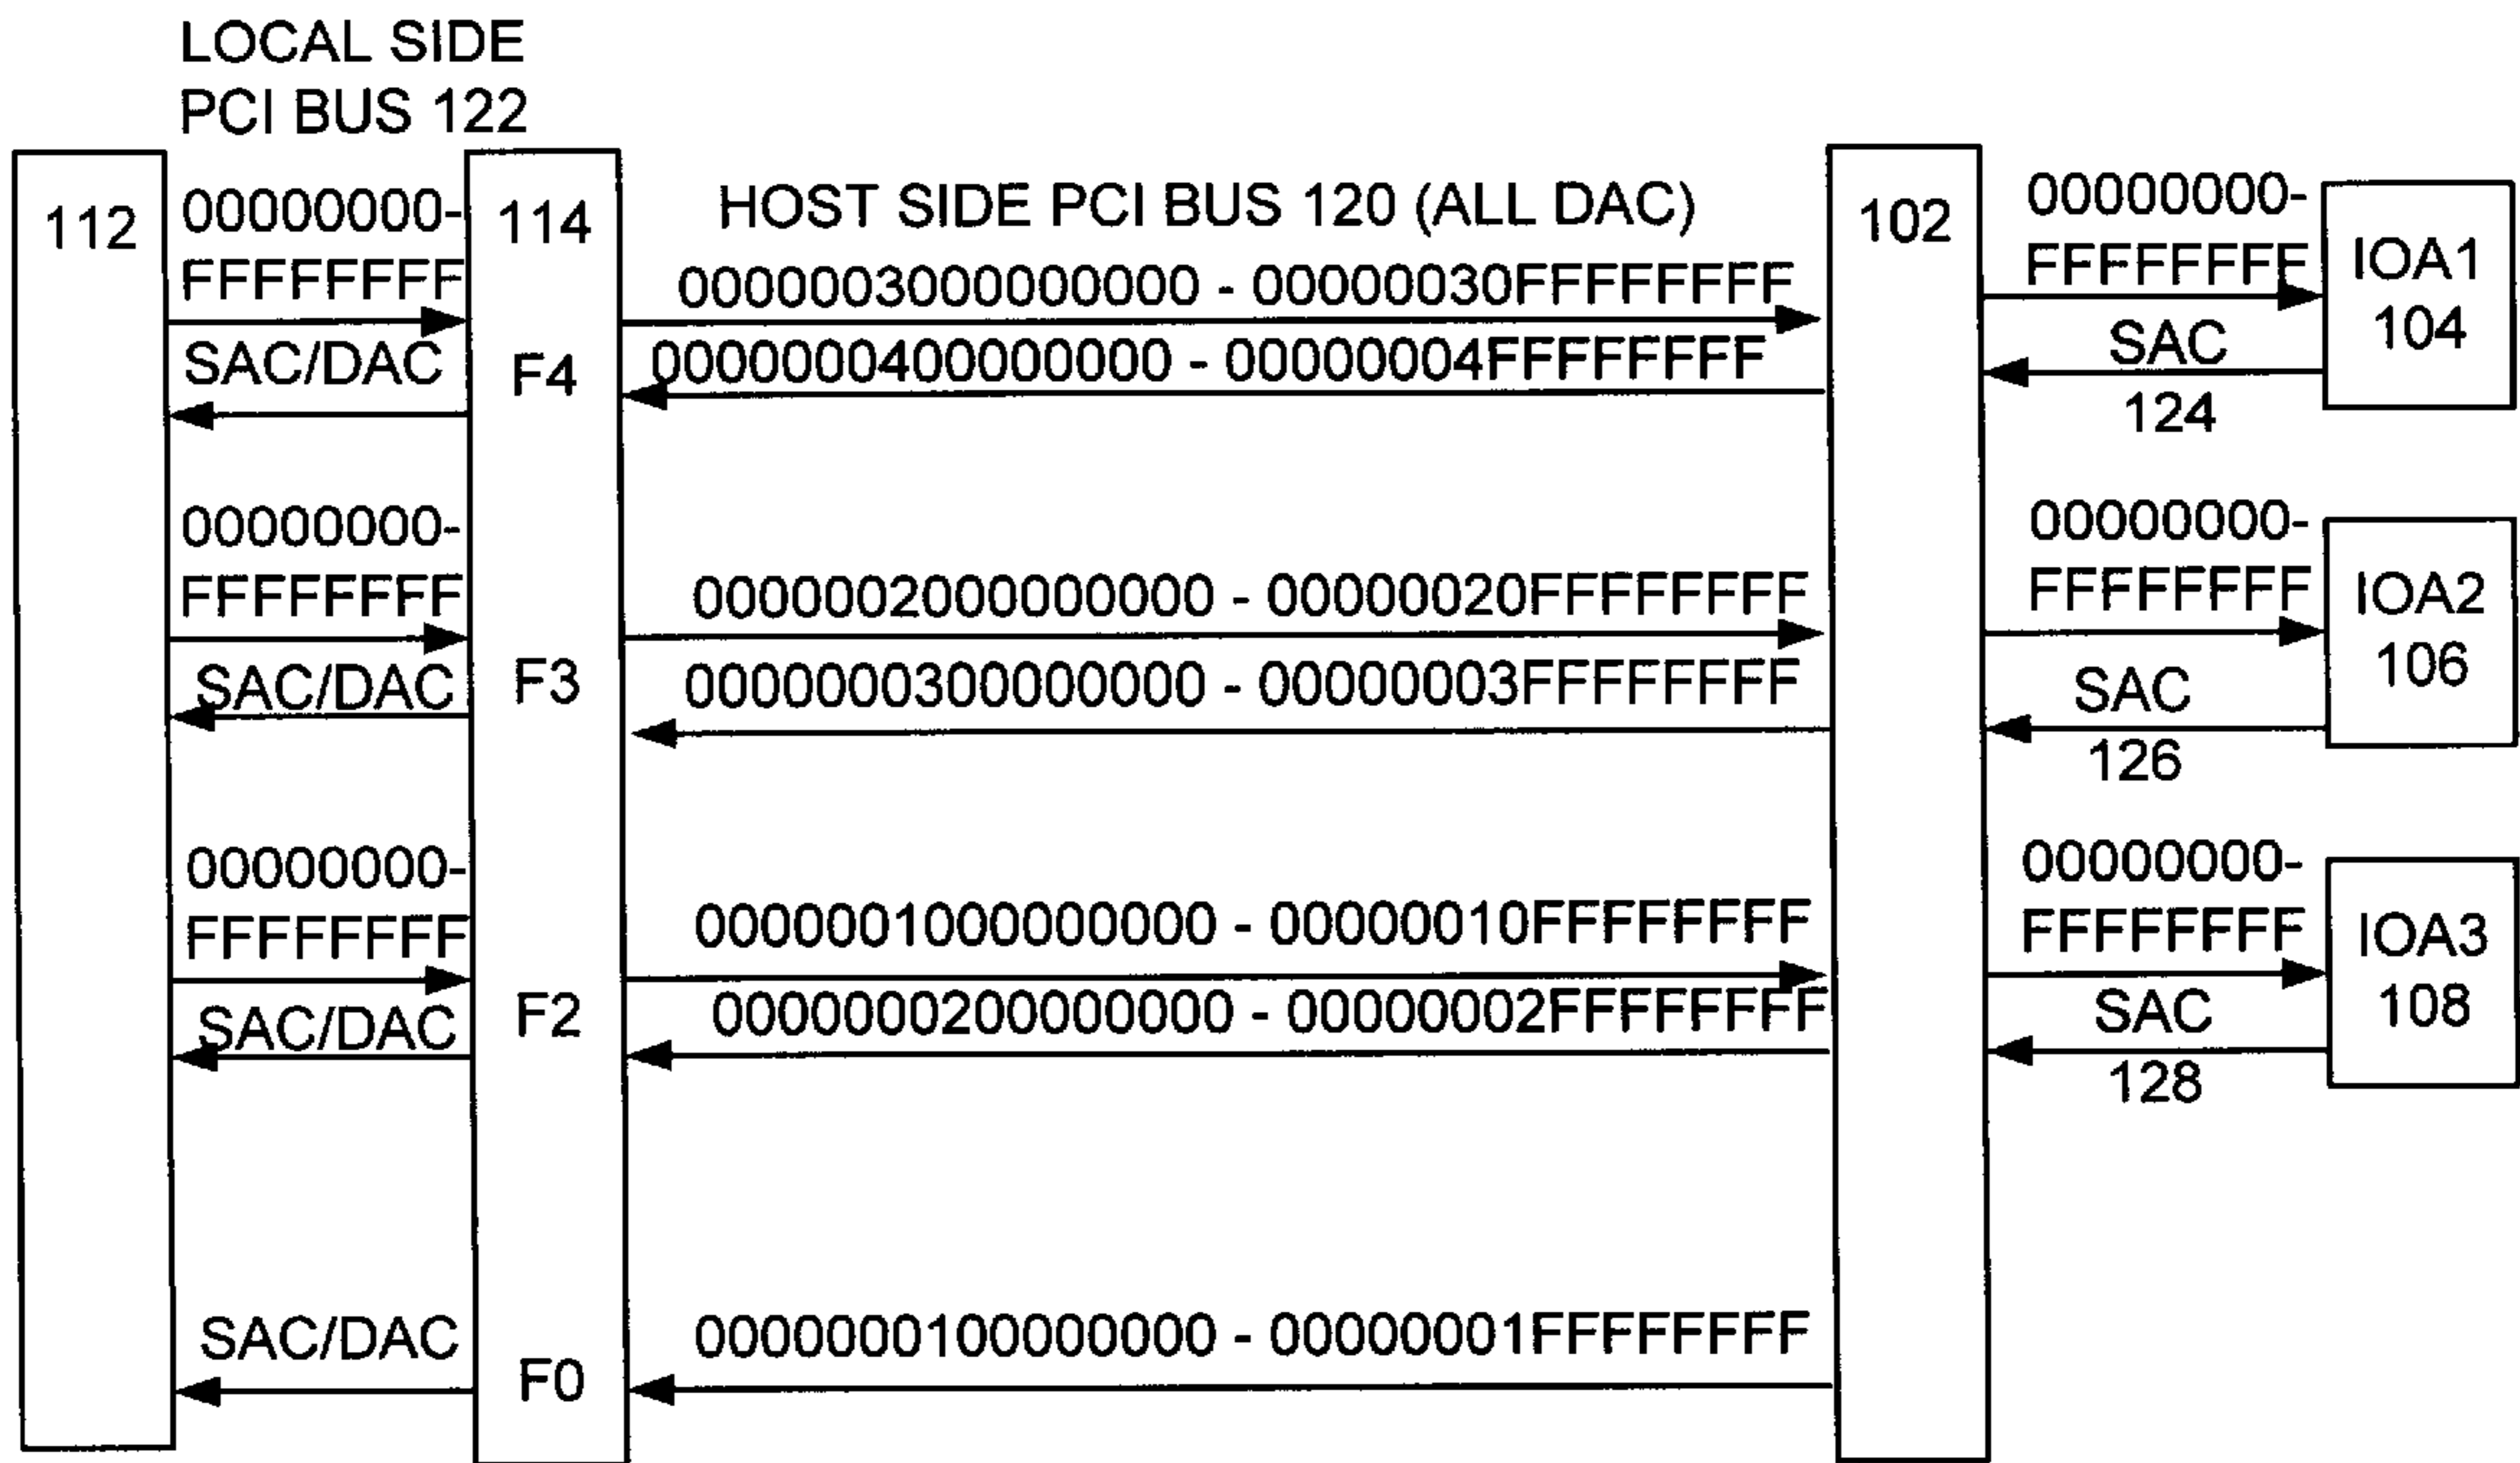 LOCAL SIDE
PCI BUS 122
112
00000000-
FFFFFFFF
SAC/DAC
114
F4
HOST SIDE PCI BUS 120 (ALL DAC)
0000003000000000 - 00000030FFFFFFFF
0000000400000000 - 00000004FFFFFFFF
102
00000000-
FFFFFFFF
SAC
124
IOA1
104
00000000-
FFFFFFFF
SAC/DAC
F3
0000002000000000 - 00000020FFFFFFFF
0000000300000000 - 00000003FFFFFFFF
00000000-
FFFFFFFF
SAC
126
IOA2
106
00000000-
FFFFFFFF
SAC/DAC
F2
0000001000000000 - 00000010FFFFFFFF
0000000200000000 - 00000002FFFFFFFF
00000000-
FFFFFFFF
SAC
128
IOA3
108
SAC/DAC
F0
0000000100000000 - 00000001FFFFFFFF